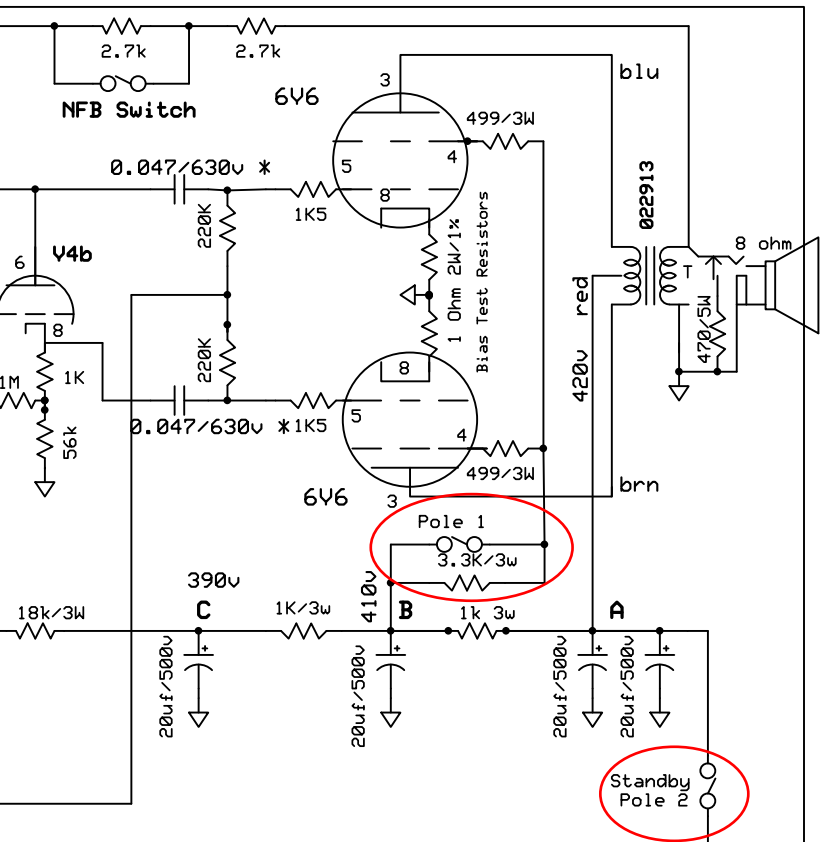 2.7k
2.7k
NFB Switch
6V6
3
blu
499/3W
0.047/630v *
5
4
8
1K5
220K
1 Ohm 2W/1%
Bias Test Resistors
022913
8 ohm
T
470/5W
420v red
6
V4b
8
1K
1M
56k
220K
0.047/630v *
1K5
8
5
4
499/3W
6V6
3
brn
Pole 1
3.3K/3w
390v
410v
18k/3W
C
1K/3w
B
1k 3w
A
+
20uf/500v
+
20uf/500v
+
20uf/500v
+
20uf/500v
Standby
Pole 2